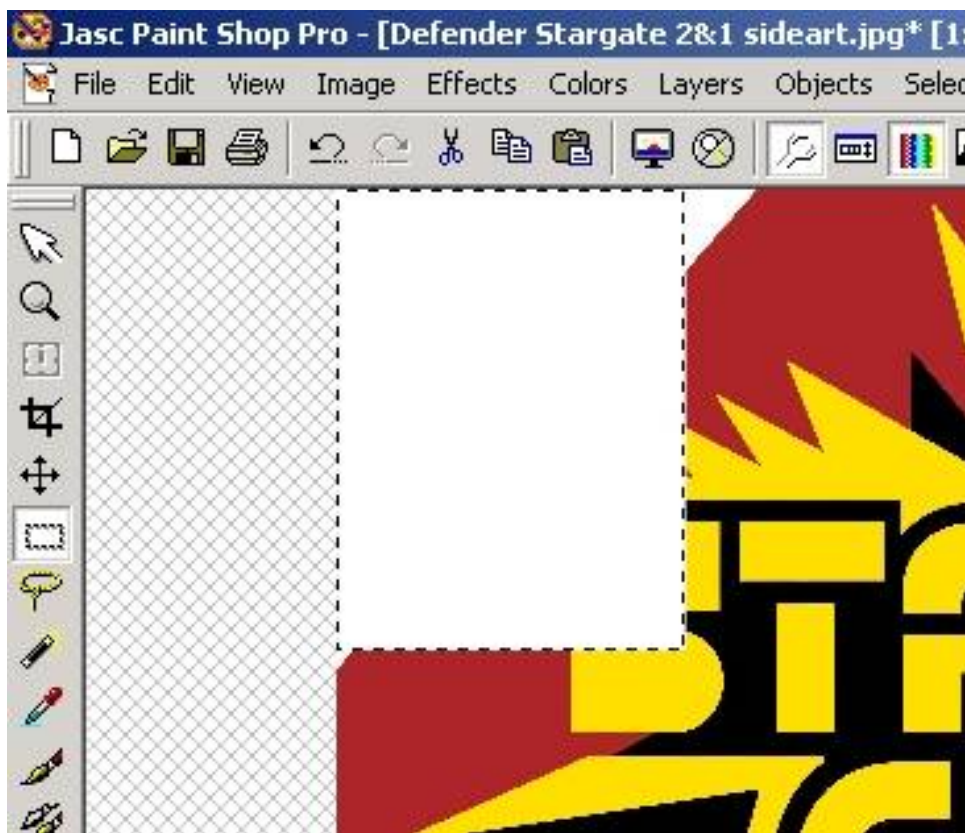 Jasc Paint Shop Pro - [Defender Stargate 2&1 sideart.jpg* [1:
File Edit View Image Effects Colors Layers Objects Selec
ST